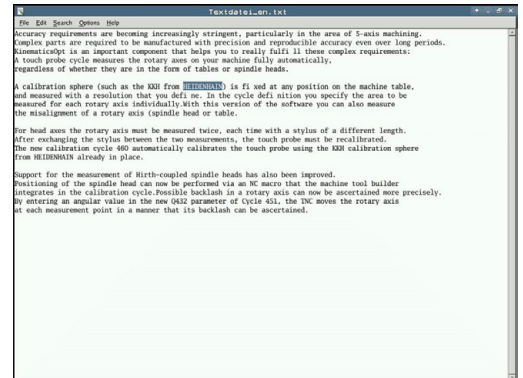 Textdatei_en.txt
File Edit Search Options Help
Accuracy requirements are becoming increasingly stringent, particularly in the area of 5-axis machining.
Complex parts are required to be manufactured with precision and reproducible accuracy even over long periods.
KinematicsOpt is an important component that helps you to really fulfi ll these complex requirements:
A touch probe cycle measures the rotary axes on your machine fully automatically,
regardless of whether they are in the form of tables or spindle heads.
A calibration sphere (such as the KKH from HEIDENHAIN) is fi xed at any position on the machine table,
and measured with a resolution that you defi ne. In the cycle defi nition you specify the area to be
measured for each rotary axis individually.With this version of the software you can also measure
the misalignment of a rotary axis (spindle head or table.
For head axes the rotary axis must be measured twice, each time with a stylus of a different length.
After exchanging the stylus between the two measurements, the touch probe must be recalibrated.
The new calibration cycle 460 automatically calibrates the touch probe using the KKH calibration sphere
from HEIDENHAIN already in place.
Support for the measurement of Hirth-coupled spindle heads has also been improved.
Positioning of the spindle head can now be performed via an NC macro that the machine tool builder
integrates in the calibration cycle.Possible backlash in a rotary axis can now be ascertained more precisely.
By entering an angular value in the new Q432 parameter of Cycle 451, the TNC moves the rotary axis
at each measurement point in a manner that its backlash can be ascertained.